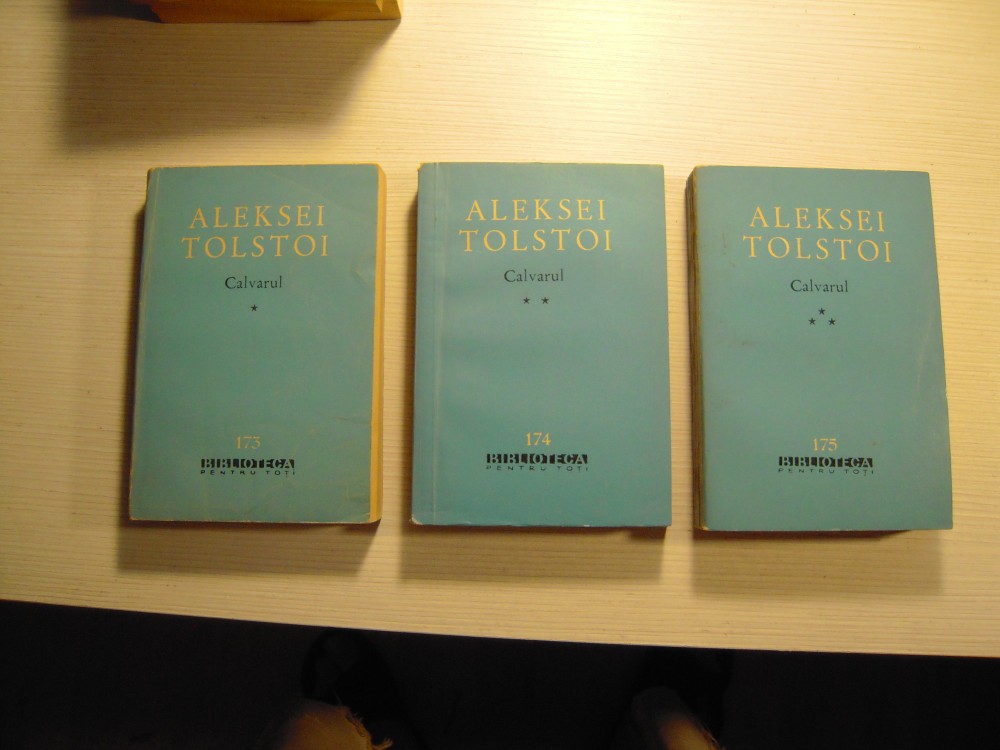 ALEKSEI
TOLSTOI
Calvarul
★
173
BIBLIOTECA
PENTRU TOȚI
ALEKSEI
TOLSTOI
Calvarul
★ ★
174
BIBLIOTECA
PENTRU TOȚI
ALEKSEI
TOLSTOI
Calvarul
★
★ ★
175
BIBLIOTECA
PENTRU TOȚI